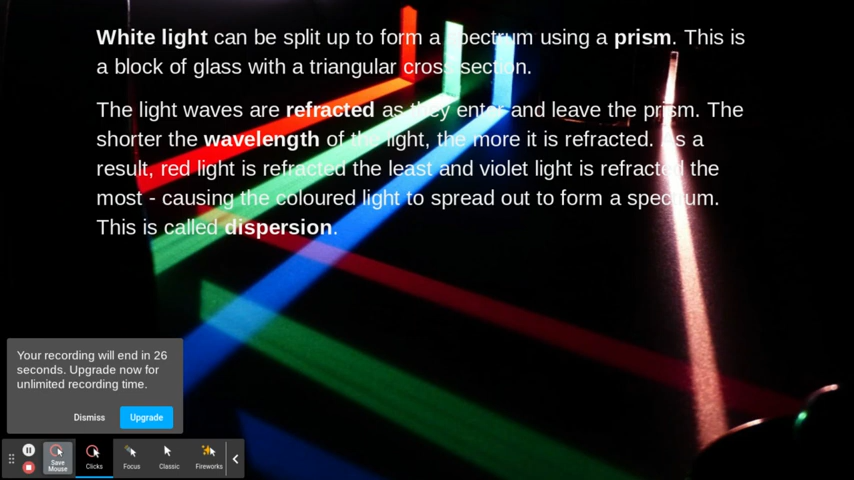 White light can be split up to form a spectrum using a prism. This is
a block of glass with a triangular cross section.
The light waves are refracted as they enter and leave the prism. The
shorter the wavelength of the light, the more it is refracted. As a
result, red light is refracted the least and violet light is refracted the
most - causing the coloured light to spread out to form a spectrum.
This is called dispersion.
Your recording will end in 26
seconds. Upgrade now for
unlimited recording time.
Dismiss Upgrade
Save
Mouse
Clicks
Focus
Classic
Fireworks